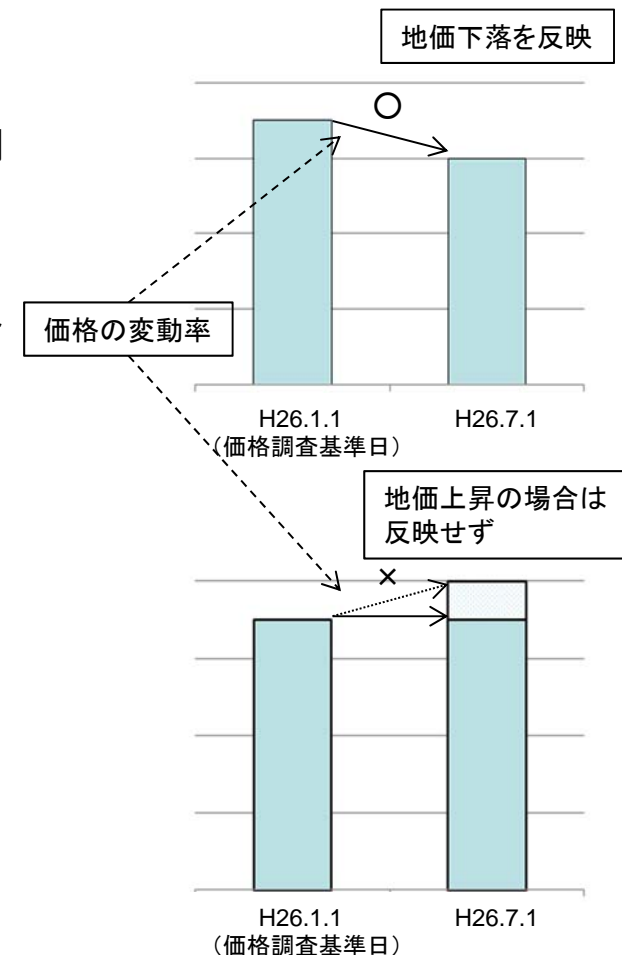 地価下落を反映
○
価格の変動率
H26.1.1
H26.7.1
（価格調査基準日）
地価上昇の場合は
反映せず
×
H26.1.1
H26.7.1
（価格調査基準日）